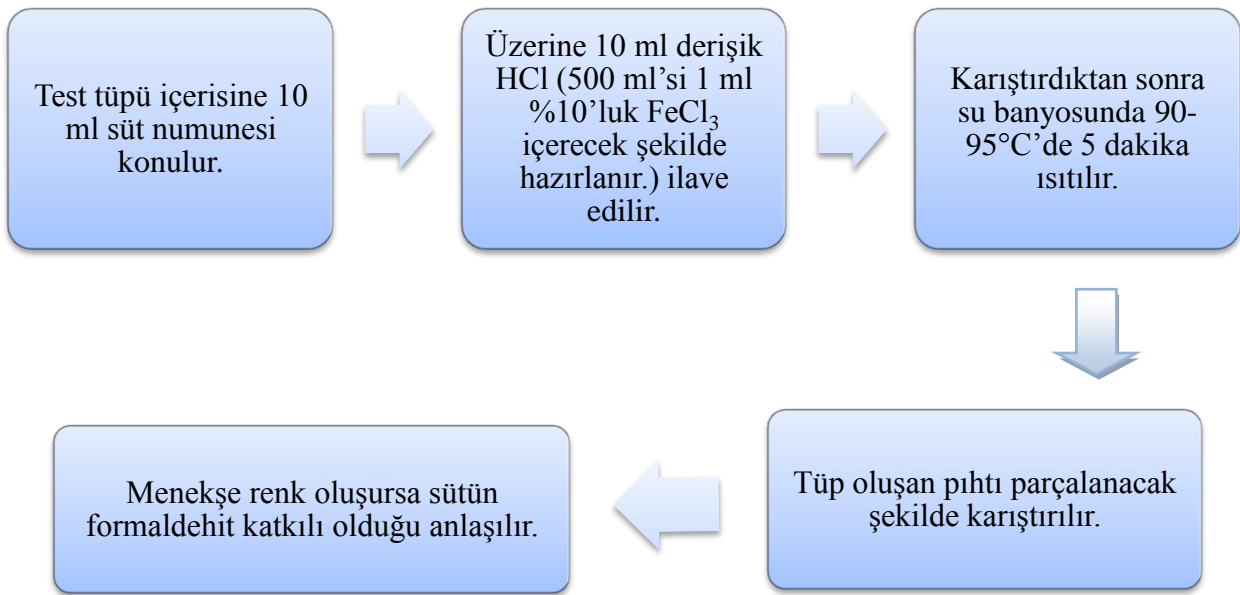 Test tüpü içerisine 10
ml süt numunesi
konulur.
Üzerine 10 ml derişik
HCl (500 ml’si 1 ml
%10’luk FeCl₃
içerecek şekilde
hazırlanır.) ilave
edilir.
Karıştırdıktan sonra
su banyosunda 90-
95°C’de 5 dakika
ısıtılır.
Tüp oluşan pıhtı parçalanacak
şekilde karıştırılır.
Menekşe renk oluşursa sütün
formaldehit katkılı olduğu anlaşılır.